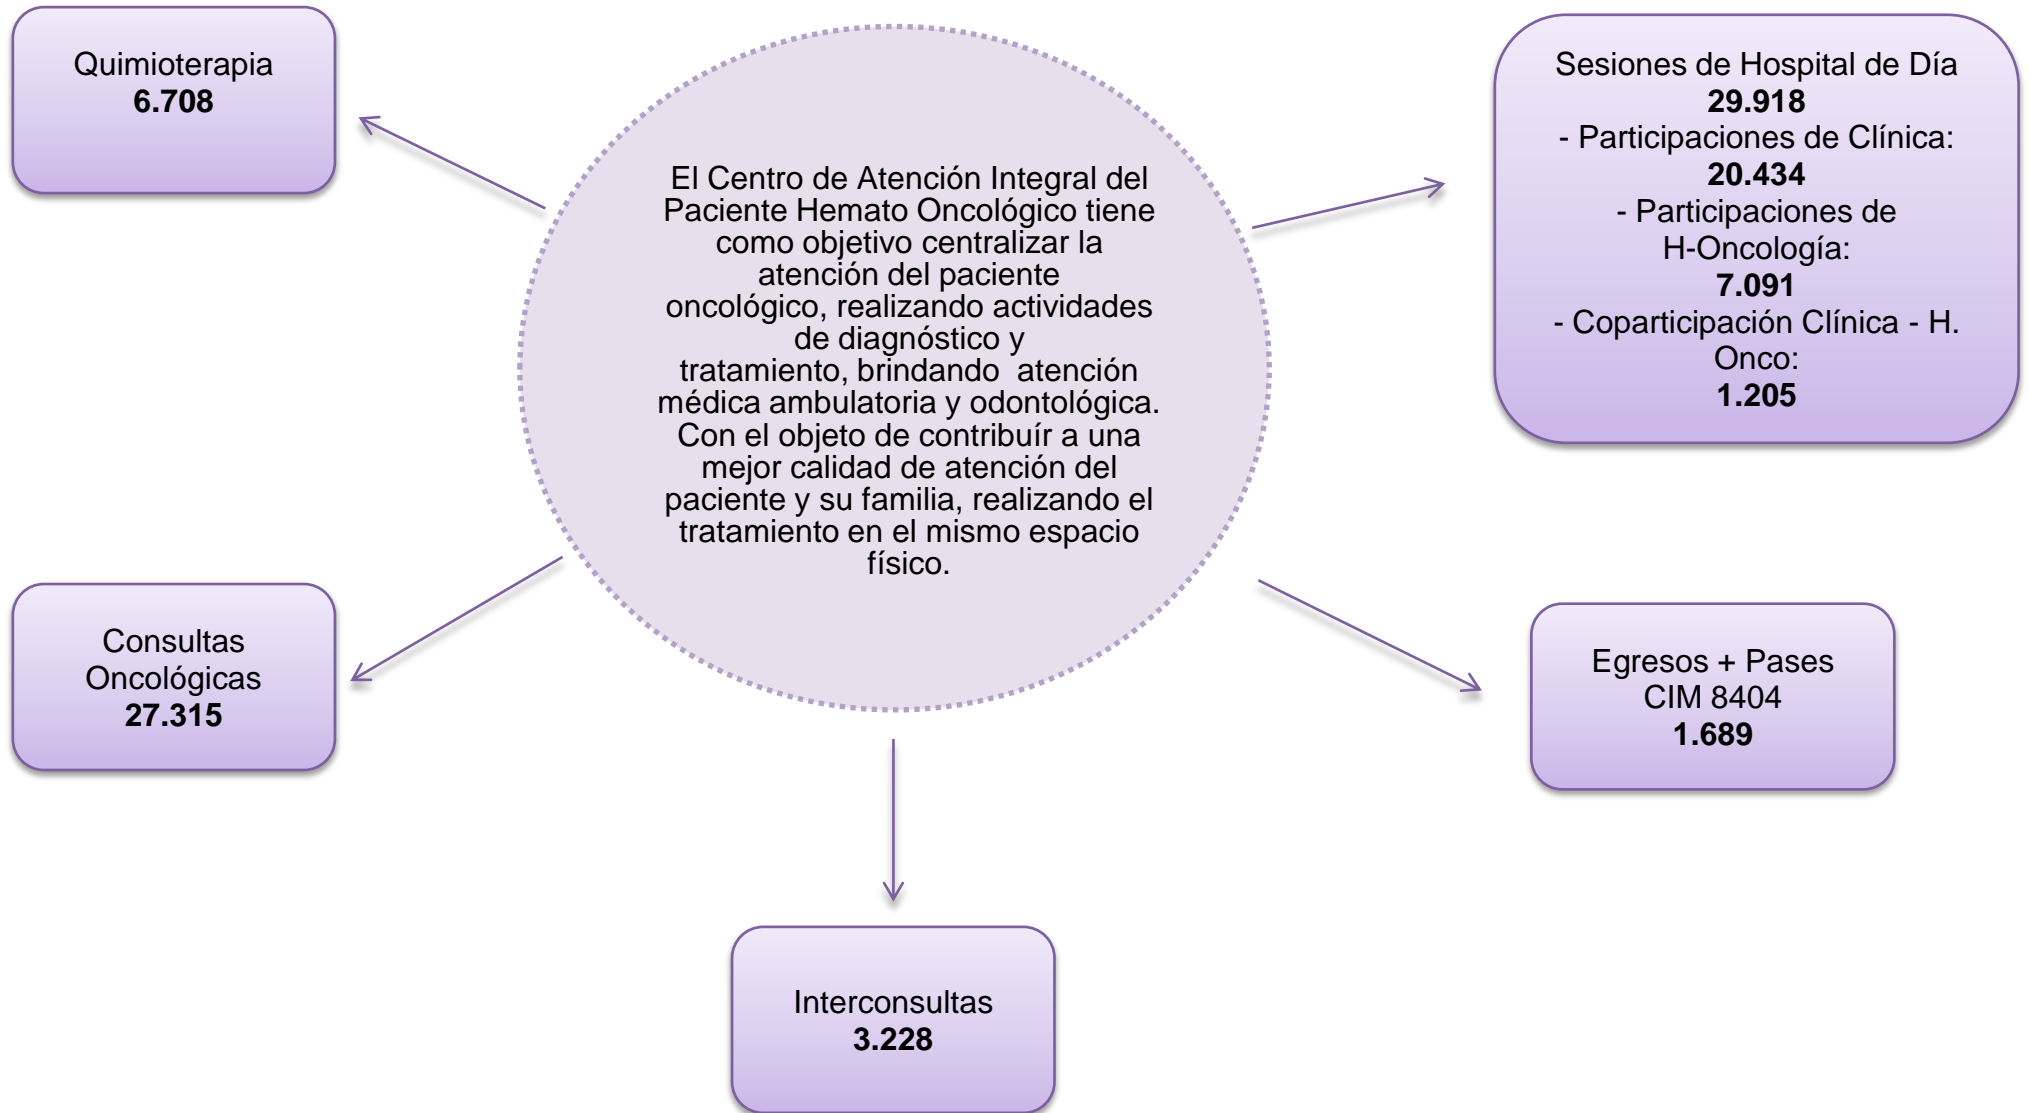 Quimioterapia
6.708
El Centro de Atención Integral del
Paciente Hemato Oncológico tiene
como objetivo centralizar la
atención del paciente
oncológico, realizando actividades
de diagnóstico y
tratamiento, brindando  atención
médica ambulatoria y odontológica.
Con el objeto de contribuír a una
mejor calidad de atención del
paciente y su familia, realizando el
tratamiento en el mismo espacio
físico.
Sesiones de Hospital de Día
29.918
- Participaciones de Clínica:
20.434
- Participaciones de
H-Oncología:
7.091
- Coparticipación Clínica - H.
Onco:
1.205
Consultas
Oncológicas
27.315
Egresos + Pases
CIM 8404
1.689
Interconsultas
3.228